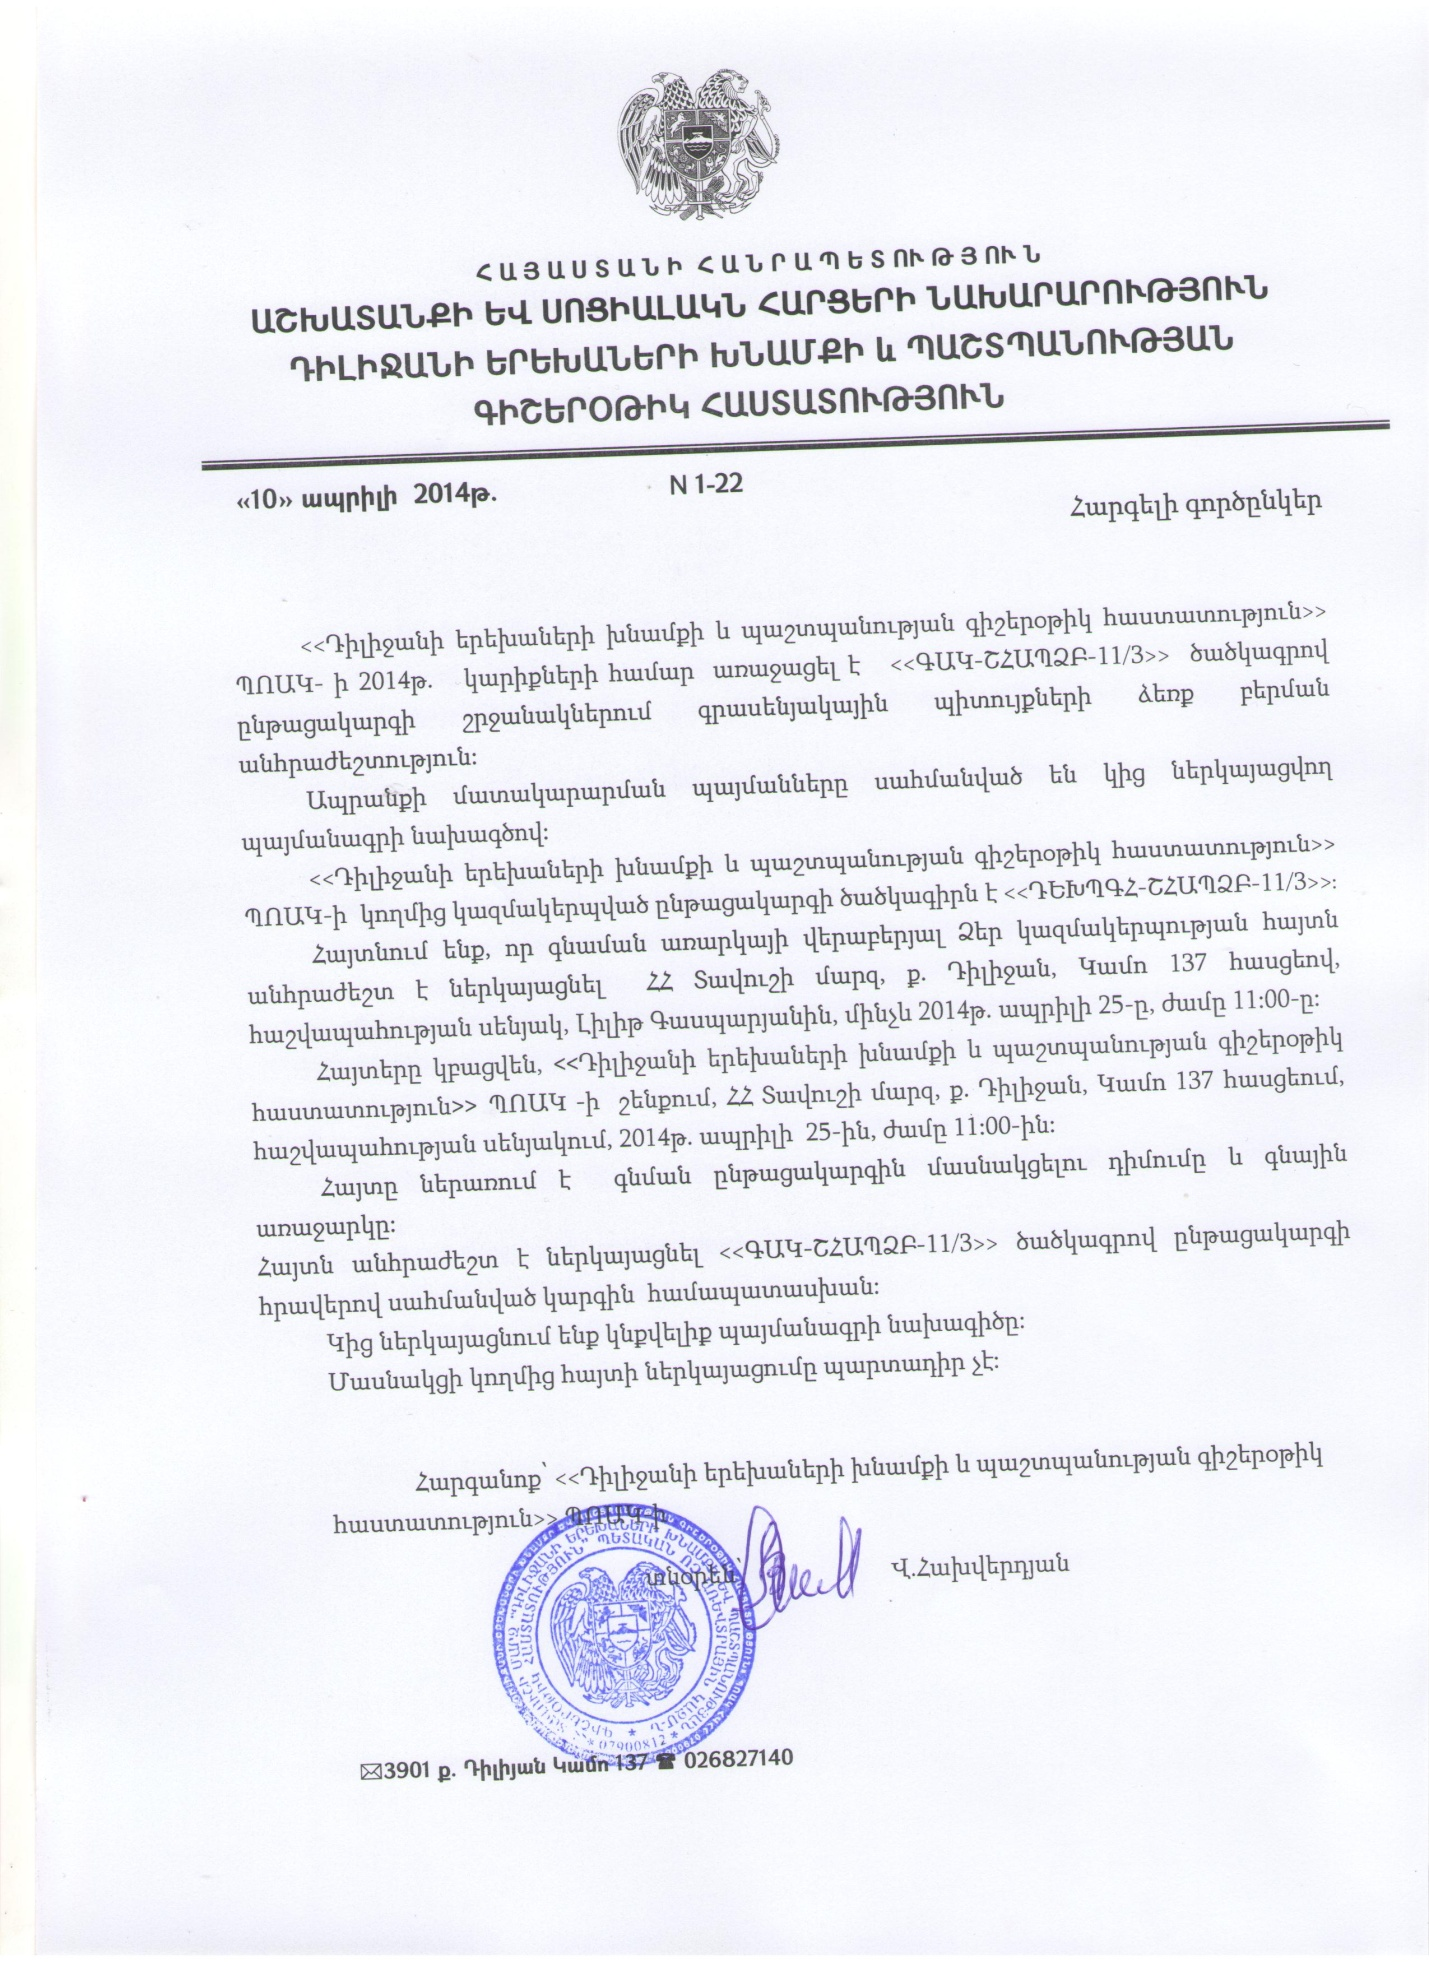 ՀԱՅԱՍՏԱՆԻ ՀԱՆՐԱՊԵՏՈՒԹՅՈՒՆ
ԱՇԽԱՏԱՆՔԻ ԵՎ ՍՈՑԻԱԼԱԿՆ ՀԱՐՑԵՐԻ ՆԱԽԱՐԱՐՈՒԹՅՈՒՆ
ԴԻԼԻՋԱՆԻ ԵՐԵԽԱՆԵՐԻ ԽՆԱՄՔԻ և ՊԱՇՏՊԱՆՈՒԹՅԱՆ
ԳԻՇԵՐՕԹԻԿ ՀԱՍՏԱՏՈՒԹՅՈՒՆ
«10» ապրիլի 2014թ. N 1-22
Հարգելի գործընկեր
<<Դիլիջանի երեխաների խնամքի և պաշտպանության գիշերօթիկ հաստատություն>>
ՊՈԱԿ- ի 2014թ. կարիքների համար առաջացել է <<ԳԱԿ-ՇՀԱՊՁԲ-11/3>> ծածկագրով
ընթացակարգի շրջանակներում գրասենյակային պիտույքների ձեռք բերման
անհրաժեշտություն:
Ապրանքի մատակարարման պայմանները սահմանված են կից ներկայացվող
պայմանագրի նախագծով:
<<Դիլիջանի երեխաների խնամքի և պաշտպանության գիշերօթիկ հաստատություն>>
ՊՈԱԿ-ի կողմից կազմակերպված ընթացակարգի ծածկագիրն է <<ԴԵԽՊԳՀ-ՇՀԱՊՁԲ-11/3>>:
Հայտնում ենք, որ գնաման առարկայի վերաբերյալ Ձեր կազմակերպության հայտն
անհրաժեշտ է ներկայացնել ՀՀ Տավուշի մարզ, ք. Դիլիջան, Կամո 137 հասցեով,
հաշվապահության սենյակ, Լիլիթ Գասպարյանին, մինչև 2014թ. ապրիլի 25-ը, ժամը 11:00-ը:
Հայտերը կբացվեն, <<Դիլիջանի երեխաների խնամքի և պաշտպանության գիշերօթիկ
հաստատություն>> ՊՈԱԿ -ի շենքում, ՀՀ Տավուշի մարզ, ք. Դիլիջան, Կամո 137 հասցեում,
հաշվապահության սենյակում, 2014թ. ապրիլի 25-ին, ժամը 11:00-ին:
Հայտը ներառում է գնման ընթացակարգին մասնակցելու դիմումը և գնային
առաջարկը:
Հայտն անհրաժեշտ է ներկայացնել <<ԳԱԿ-ՇՀԱՊՁԲ-11/3>> ծածկագրով ընթացակարգի
հրավերով սահմանված կարգին համապատասխան:
Կից ներկայացնում ենք կնքվելիք պայմանագրի նախագիծը:
Մասնակցի կողմից հայտի ներկայացումը պարտադիր չէ:
Հարգանոք՝ <<Դիլիջանի երեխաների խնամքի և պաշտպանության գիշերօթիկ
հաստատություն>> ՊՈԱԿ-ի
տնօրեն՝ Վ.Հախվերդյան
07900812
✉3901 ք. Դիլիյան Կամո 137 ☎ 026827140